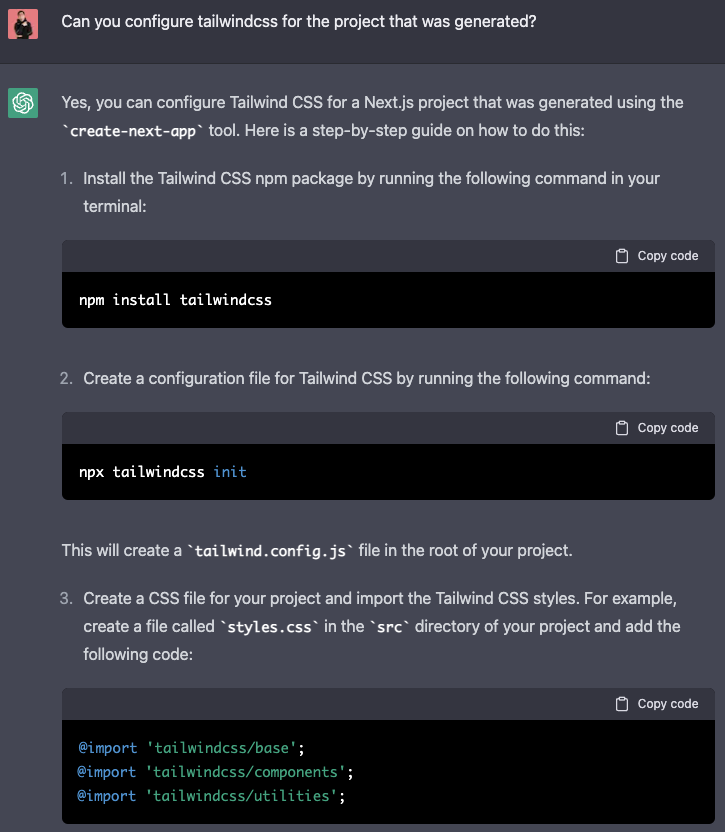 Can you configure tailwindcss for the project that was generated?
Yes, you can configure Tailwind CSS for a Next.js project that was generated using the
`create-next-app` tool. Here is a step-by-step guide on how to do this:
1. Install the Tailwind CSS npm package by running the following command in your
terminal:
Copy code
npm install tailwindcss
2. Create a configuration file for Tailwind CSS by running the following command:
Copy code
npx tailwindcss init
This will create a `tailwind.config.js` file in the root of your project.
3. Create a CSS file for your project and import the Tailwind CSS styles. For example,
create a file called `styles.css` in the `src` directory of your project and add the
following code:
Copy code
@import 'tailwindcss/base';
@import 'tailwindcss/components';
@import 'tailwindcss/utilities';